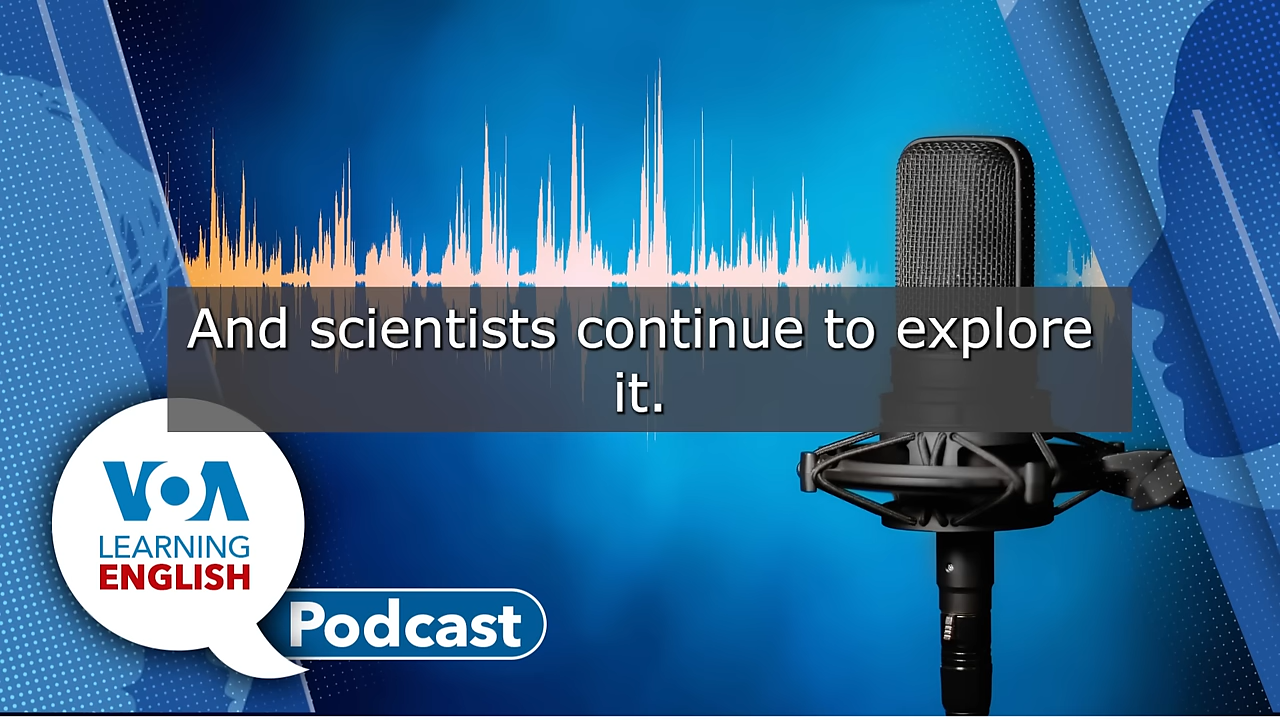 And scientists continue to explore
it.
VOA
LEARNING
ENGLISH
Podcast